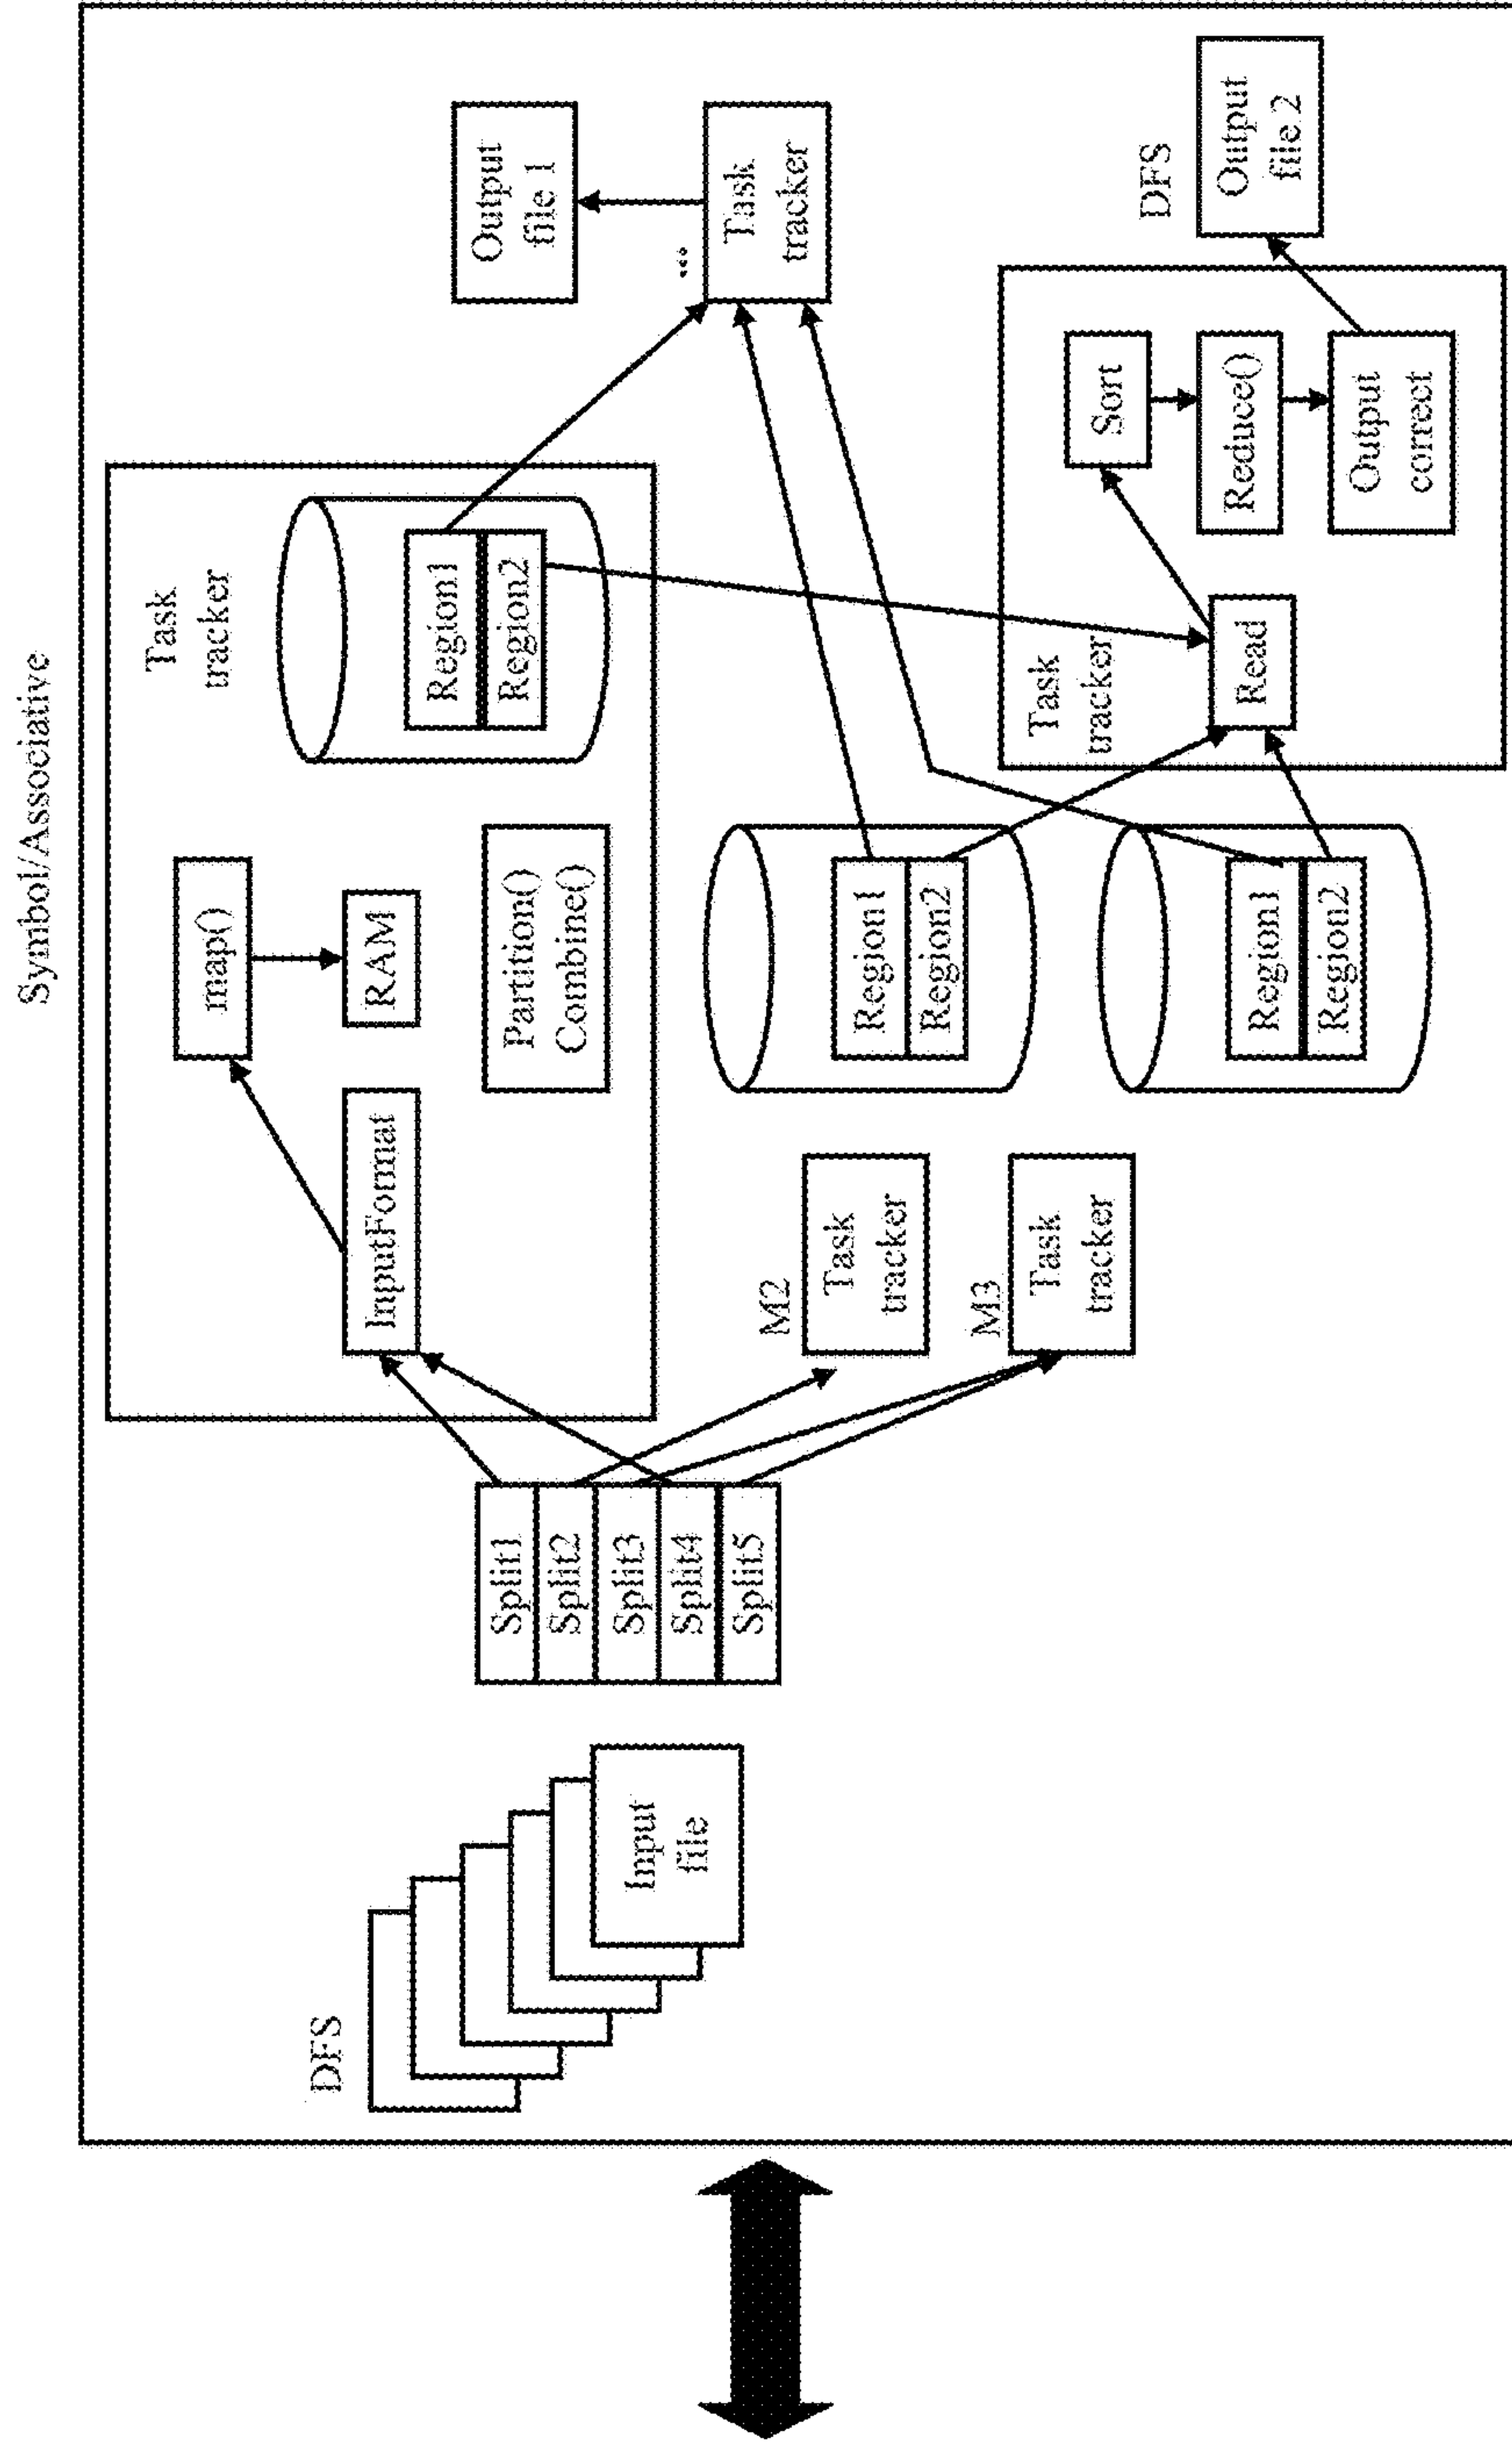 Symbol/Associative
DFS
Input
file
Split1
Split2
Split3
Split4
Split5
InputFormat
map()
RAM
Partition()
Combine()
Task
tracker
Region1
Region2
M2
Task
tracker
M3
Task
tracker
Region1
Region2
Region1
Region2
Output
file 1
...
Task
tracker
Task
tracker
Read
Sort
Reduce()
Output
correct
DFS
Output
file 2